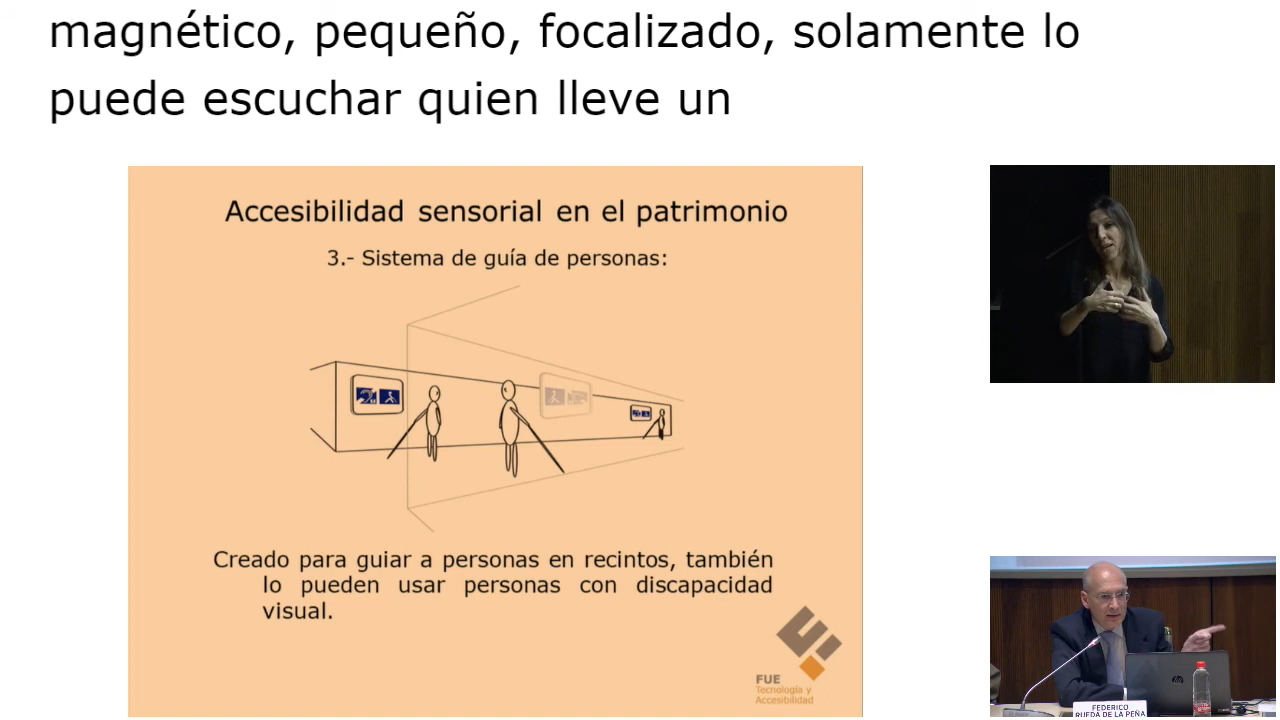 magnético, pequeño, focalizado, solamente lo
puede escuchar quien lleve un
Accesibilidad sensorial en el patrimonio
3.- Sistema de guía de personas:
Creado para guiar a personas en recintos, también
lo pueden usar personas con discapacidad
visual.
FUE
Tecnología y
Accesibilidad
FEDERICO
RUEDA DE LA PEÑA